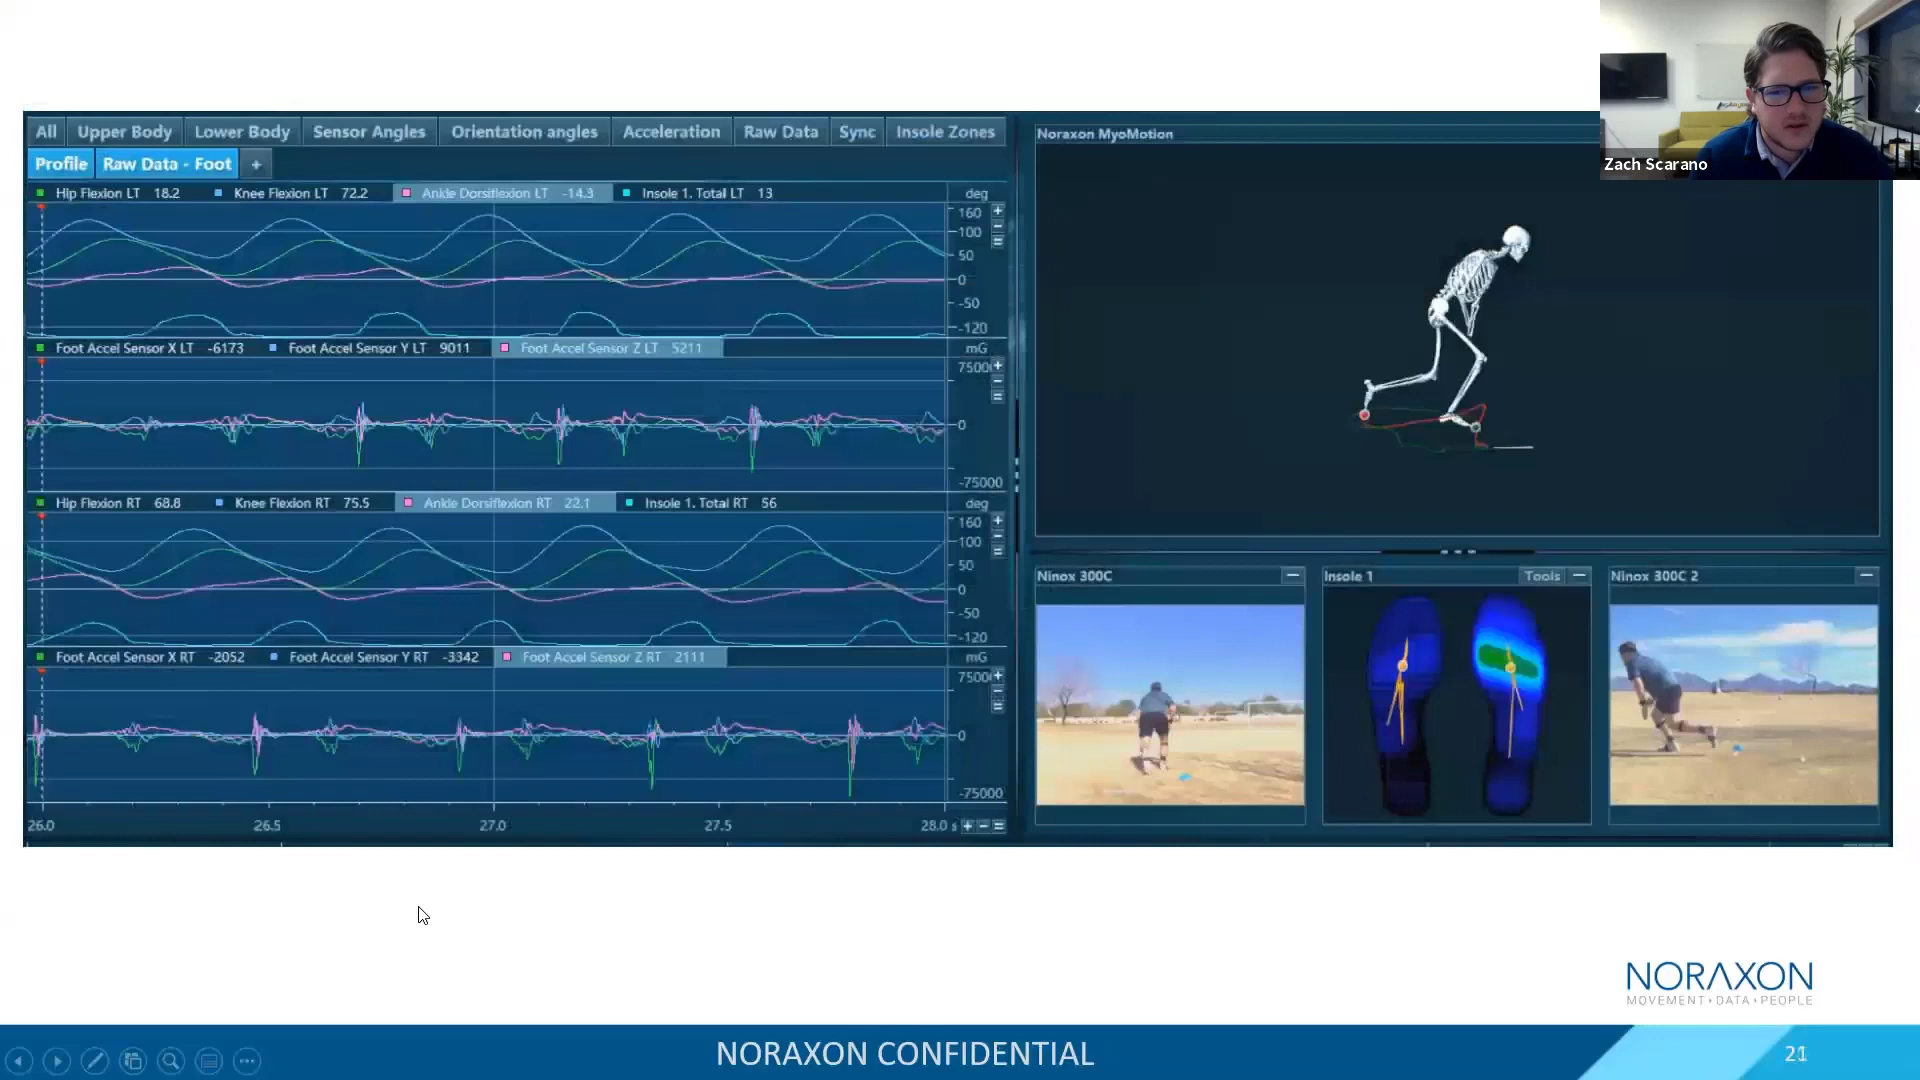 Zach Scarano
All Upper Body Lower Body Sensor Angles Orientation angles Acceleration Raw Data Sync Insole Zones
Profile Raw Data - Foot +
Hip Flexion LT 18.2 Knee Flexion LT 72.2 Ankle Dorsiflexion LT -14.3 Insole 1. Total LT 13 deg
160
100
50
0
-50
-120
Foot Accel Sensor X LT -6173 Foot Accel Sensor Y LT 9011 Foot Accel Sensor Z LT 5211 mG
75000
0
-75000
Hip Flexion RT 68.8 Knee Flexion RT 75.5 Ankle Dorsiflexion RT 22.1 Insole 1. Total RT 56 deg
160
100
50
0
-50
-120
Foot Accel Sensor X RT -2052 Foot Accel Sensor Y RT -3342 Foot Accel Sensor Z RT 2111 mG
75000
0
-75000
26.0 26.5 27.0 27.5 28.0 s
Noraxon MyoMotion
Ninox 300C
Insole 1 Tools
Ninox 300C 2
NORAXON
MOVEMENT • DATA • PEOPLE
NORAXON CONFIDENTIAL